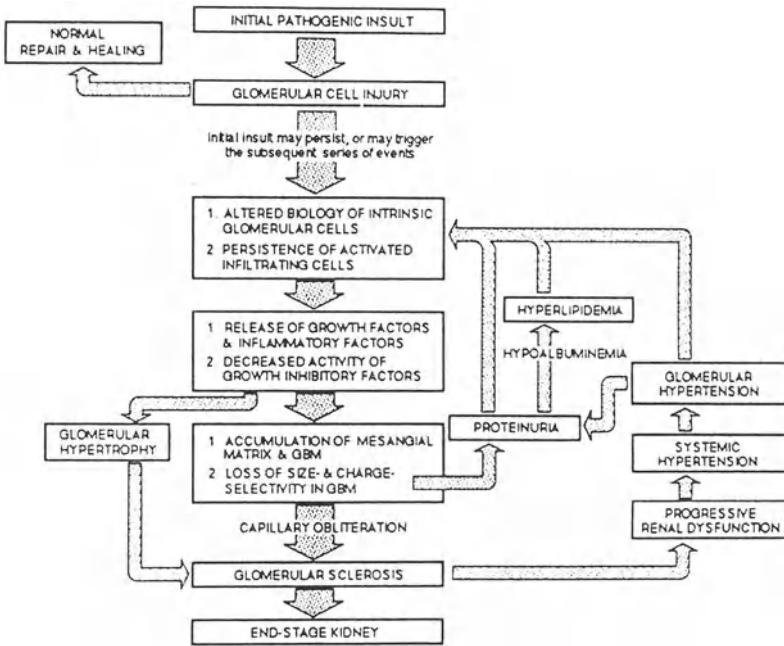 INITIAL PATHOGENIC INSULT
NORMAL
REPAIR & HEALING
GLOMERULAR CELL INJURY
Initial insult may persist, or may trigger
the subsequent series of events
1. ALTERED BIOLOGY OF INTRINSIC
GLOMERULAR CELLS
2 PERSISTENCE OF ACTIVATED
INFILTRATING CELLS
HYPERLIPIDEMIA
1 RELEASE OF GROWTH FACTORS
& INFLAMMATORY FACTORS
2 DECREASED ACTIVITY OF
GROWTH INHIBITORY FACTORS
HYPOALBUMINEMIA
GLOMERULAR
HYPERTENSION
GLOMERULAR
HYPERTROPHY
1 ACCUMULATION OF MESANGIAL
MATRIX & GBM
2 LOSS OF SIZE- & CHARGE-
SELECTIVITY IN GBM
PROTEINURIA
SYSTEMIC
HYPERTENSION
CAPILLARY OBLITERATION
PROGRESSIVE
RENAL DYSFUNCTION
GLOMERULAR SCLEROSIS
END-STAGE KIDNEY